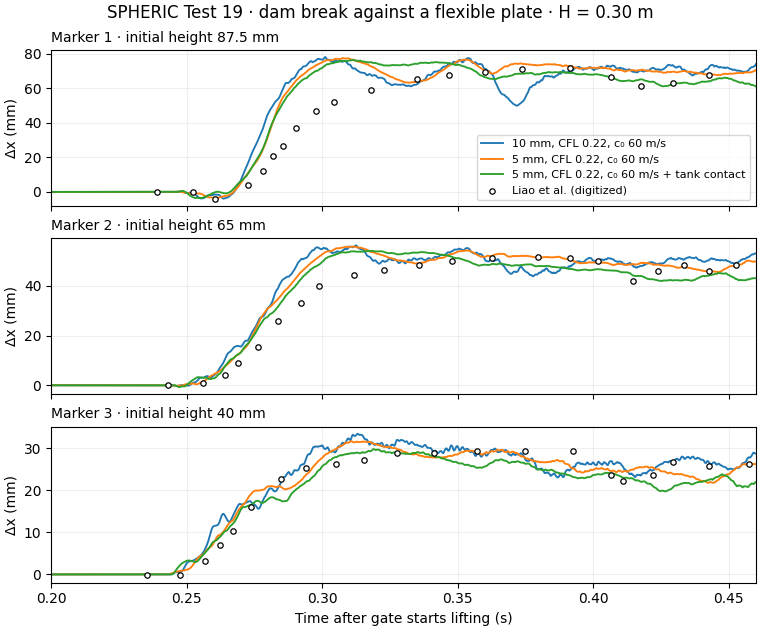 SPHERIC Test 19 · dam break against a flexible plate · H = 0.30 m
Marker 1 · initial height 87.5 mm
80
60
40
20
0
Δx (mm)
10 mm, CFL 0.22, c₀ 60 m/s
5 mm, CFL 0.22, c₀ 60 m/s
5 mm, CFL 0.22, c₀ 60 m/s + tank contact
Liao et al. (digitized)
Marker 2 · initial height 65 mm
40
20
0
Δx (mm)
Marker 3 · initial height 40 mm
30
20
10
0
Δx (mm)
0.20 0.25 0.30 0.35 0.40 0.45
Time after gate starts lifting (s)